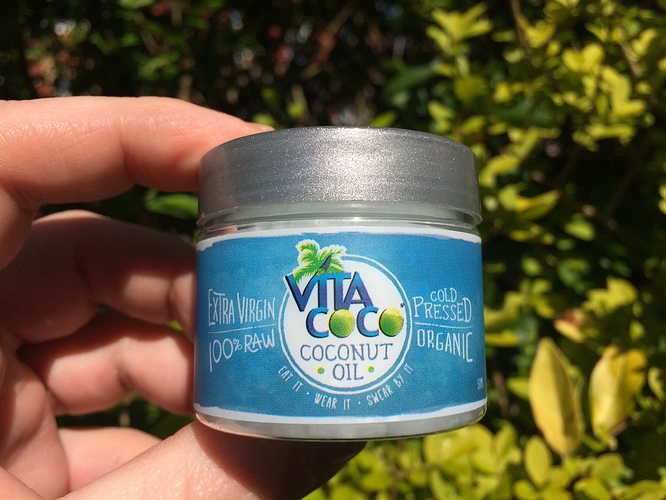 EXTRA VIRGIN
100% RAW
VITA
COCO
COCONUT
OIL
EAT IT • WEAR IT • SWEAR BY IT
COLD
PRESSED
ORGANIC